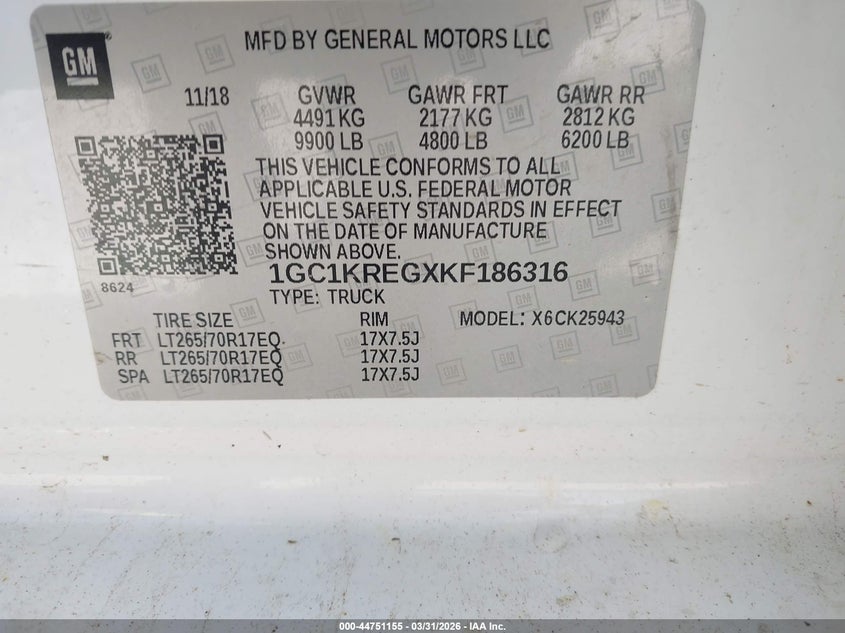 GM
MFD BY GENERAL MOTORS LLC
11/18 GVWR GAWR FRT GAWR RR
4491 KG 2177 KG 2812 KG
9900 LB 4800 LB 6200 LB
THIS VEHICLE CONFORMS TO ALL
APPLICABLE U.S. FEDERAL MOTOR
VEHICLE SAFETY STANDARDS IN EFFECT
ON THE DATE OF MANUFACTURE
SHOWN ABOVE.
8624
1GC1KREGXKF186316
TYPE: TRUCK
TIRE SIZE RIM MODEL: X6CK25943
FRT LT265/70R17EQ 17X7.5J
RR LT265/70R17EQ 17X7.5J
SPA LT265/70R17EQ 17X7.5J
000-44751155 - 03/31/2026 - IAA Inc.